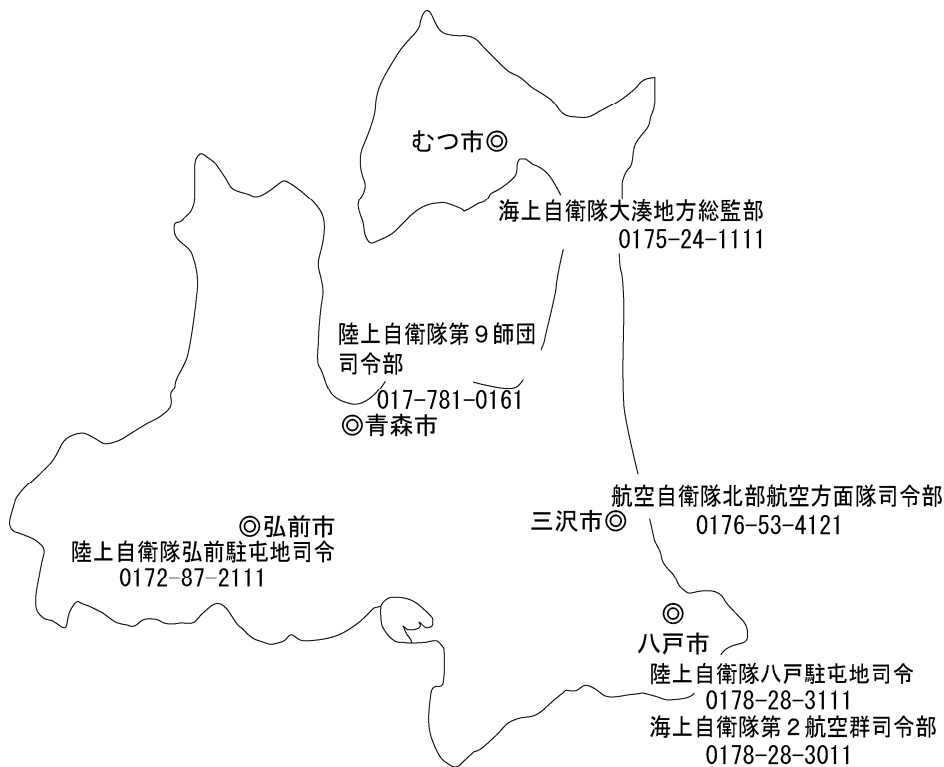 むつ市◎
海上自衛隊大湊地方総監部
0175-24-1111
陸上自衛隊第９師団
司令部
017-781-0161
◎青森市
航空自衛隊北部航空方面隊司令部
三沢市◎
0176-53-4121
◎弘前市
陸上自衛隊弘前駐屯地司令
0172-87-2111
◎
八戸市
陸上自衛隊八戸駐屯地司令
0178-28-3111
海上自衛隊第２航空群司令部
0178-28-3011